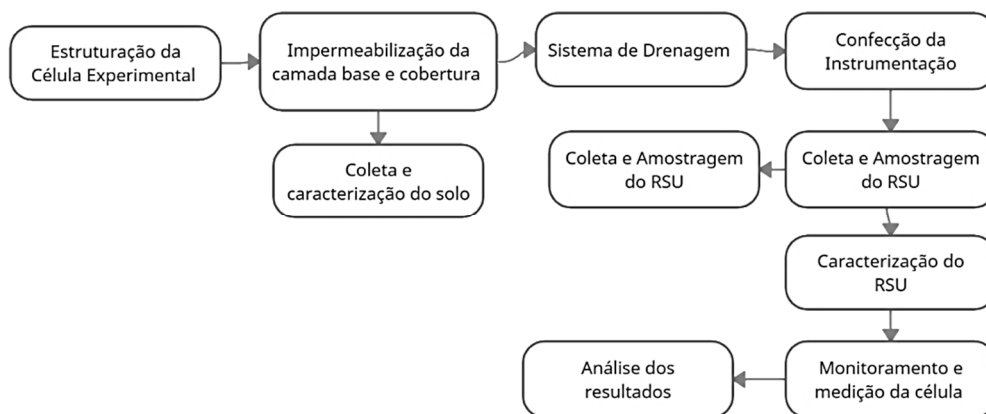 Estruturação da
Célula Experimental
Impermeabilização da
camada base e cobertura
Sistema de Drenagem
Confecção da
Instrumentação
Coleta e
caracterização do solo
Coleta e Amostragem
do RSU
Coleta e Amostragem
do RSU
Caracterização do
RSU
Análise dos
resultados
Monitoramento e
medição da célula